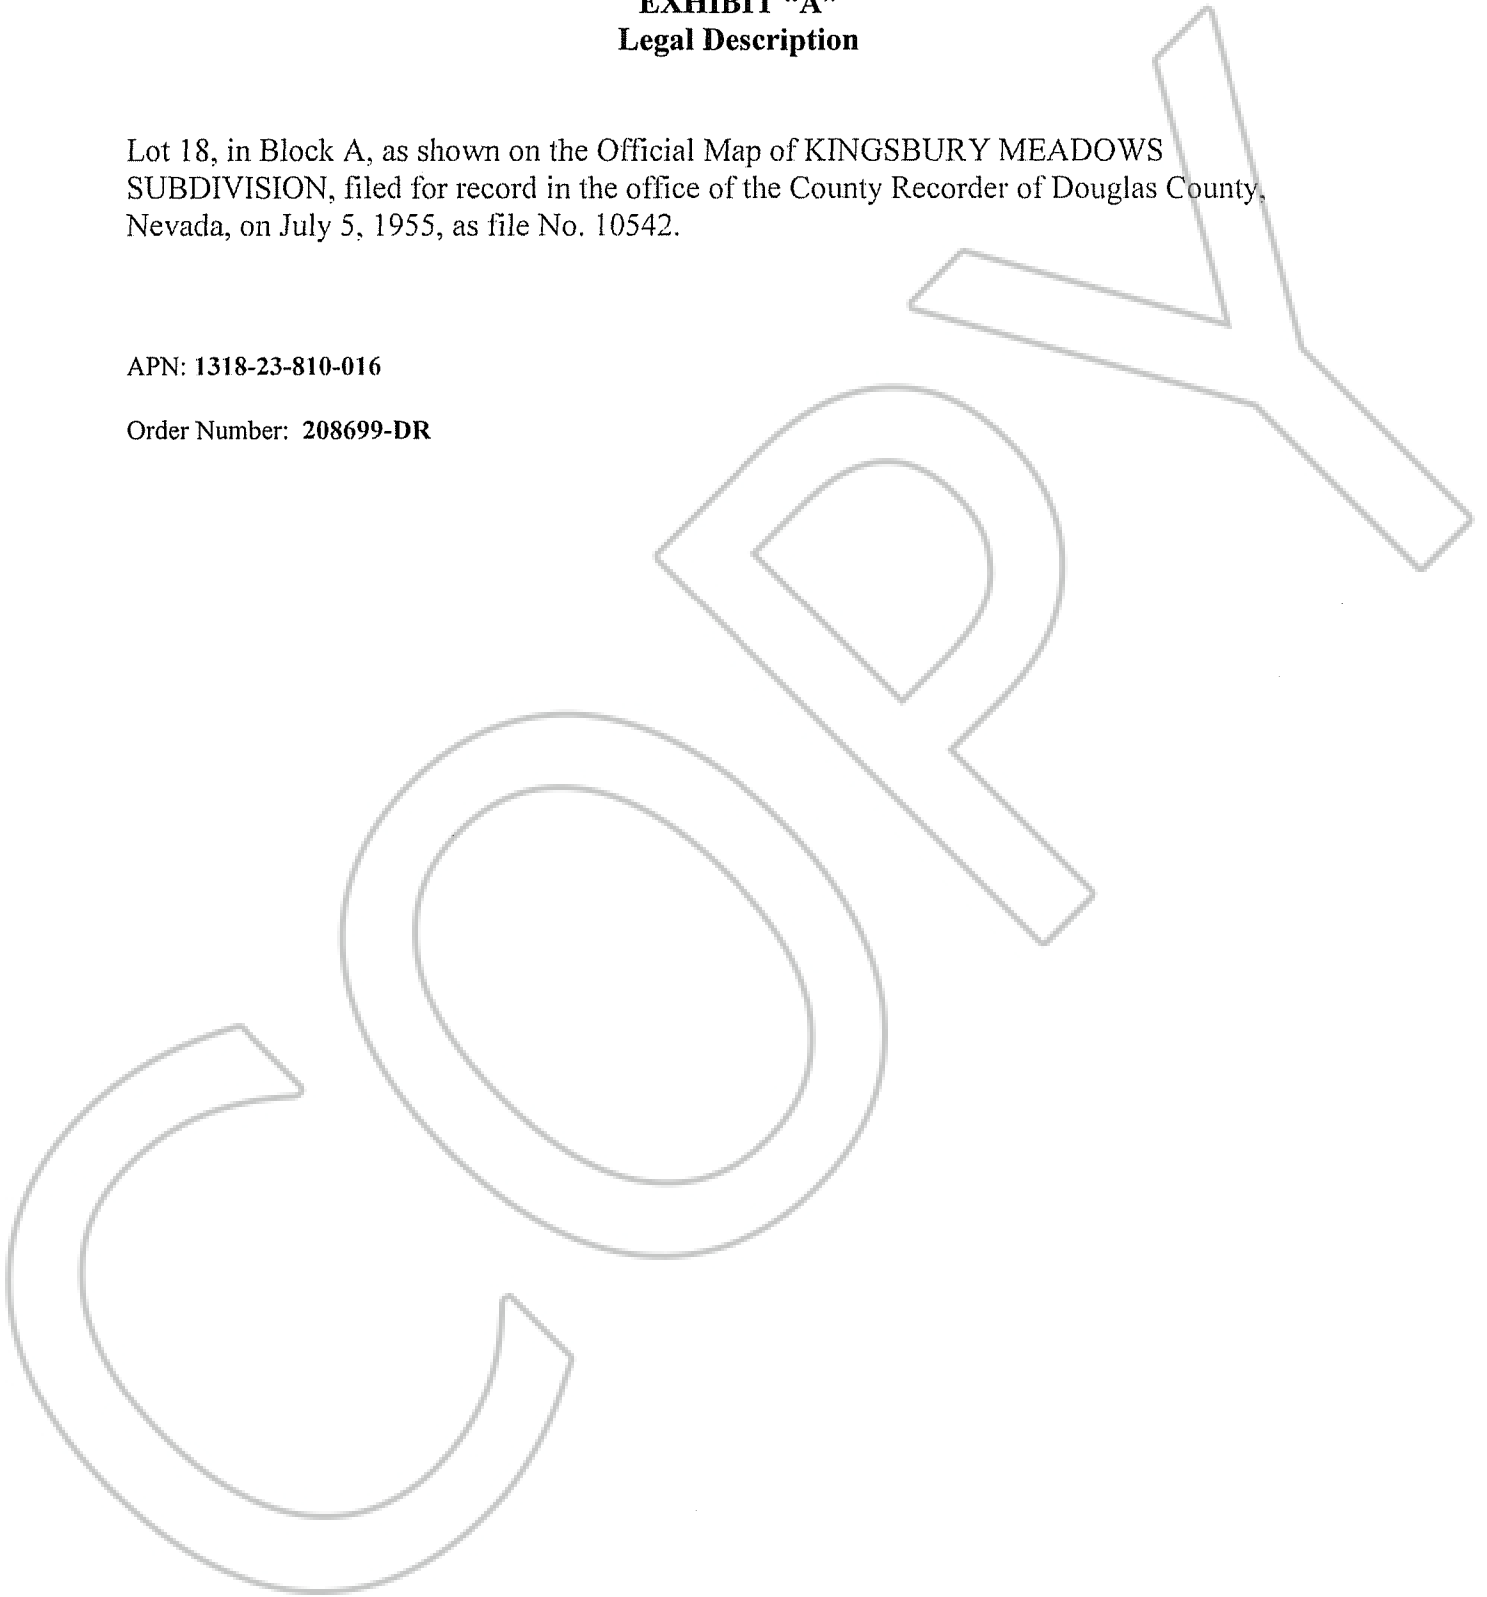 EXHIBIT "A"
Legal Description
Lot 18, in Block A, as shown on the Official Map of KINGSBURY MEADOWS
SUBDIVISION, filed for record in the office of the County Recorder of Douglas County,
Nevada, on July 5, 1955, as file No. 10542.
APN: 1318-23-810-016
Order Number: 208699-DR
COPY